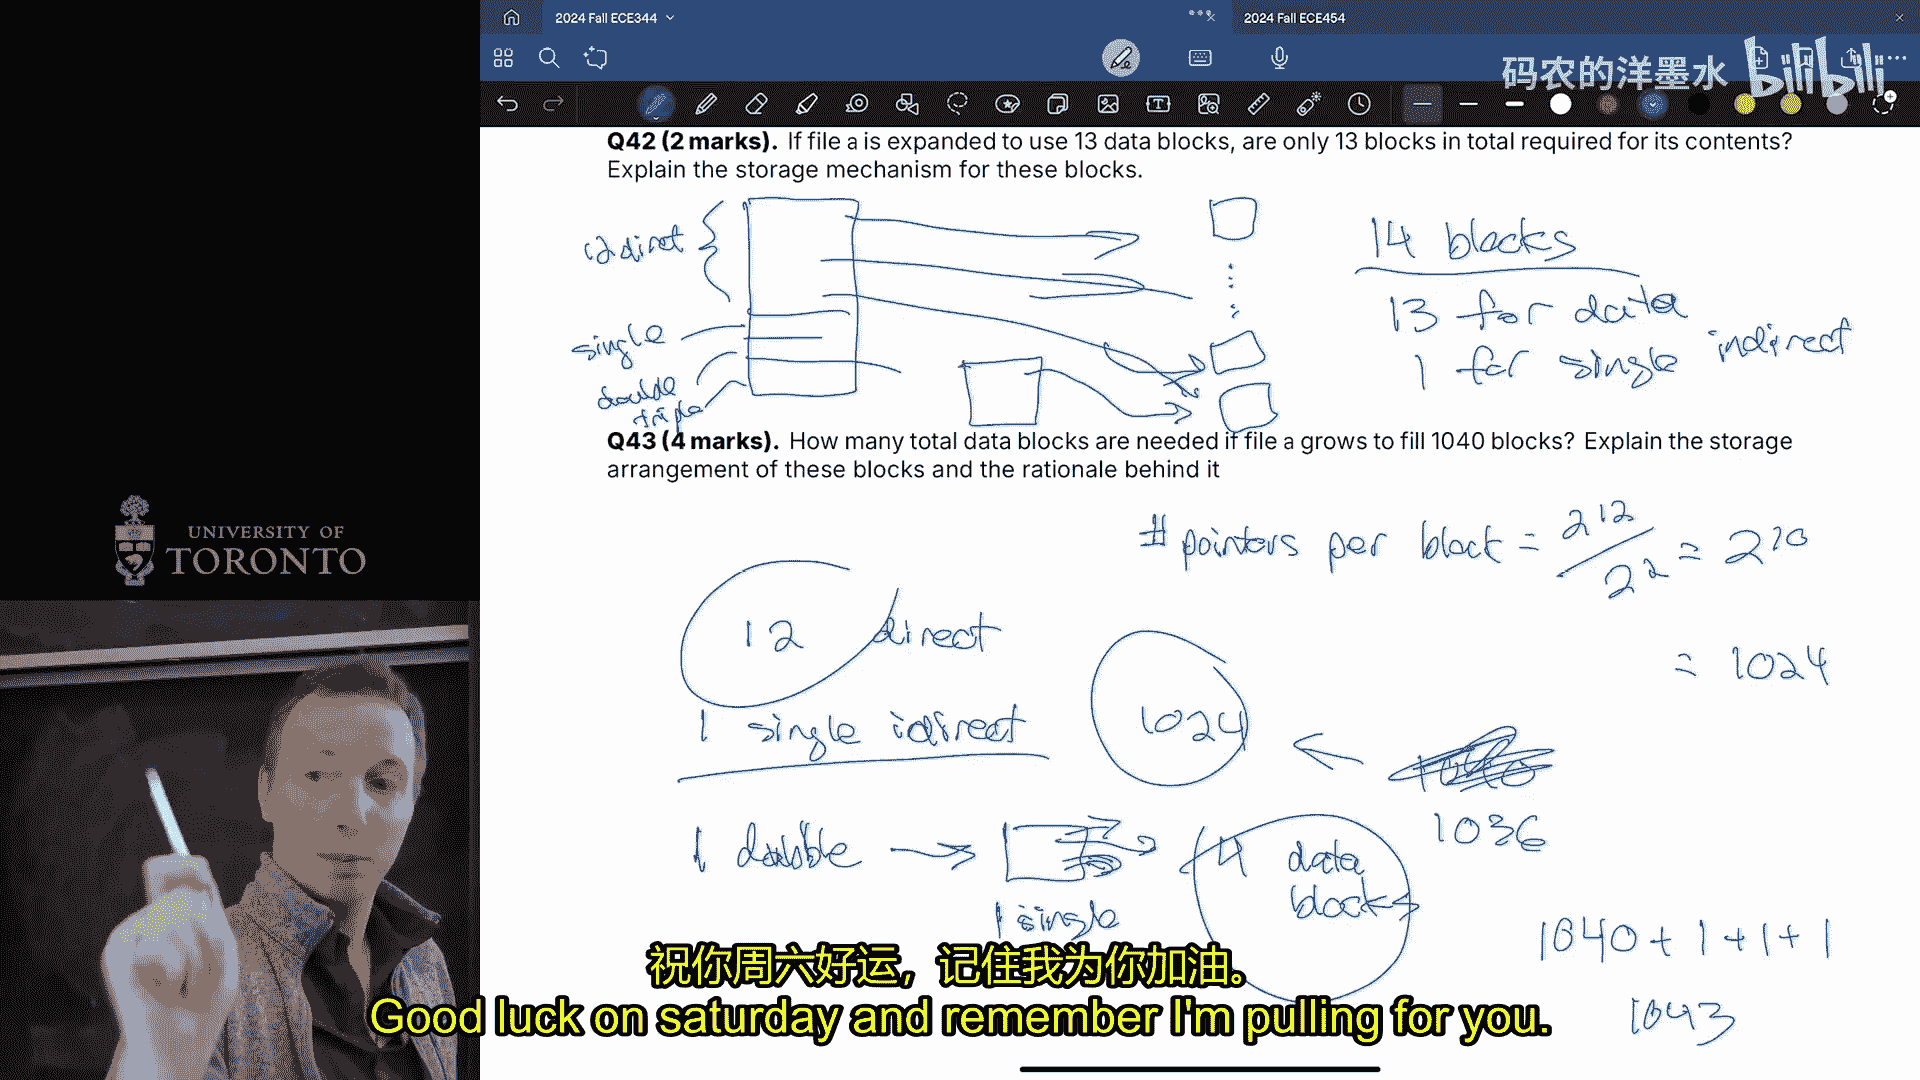 2024 Fall ECE344
2024 Fall ECE454
码农的洋墨水 bilibili
Q42 (2 marks). If file a is expanded to use 13 data blocks, are only 13 blocks in total required for its contents?
Explain the storage mechanism for these blocks.
12 diret
single
double
triple
14 blocks
13 for data
1 for single indirect
Q43 (4 marks). How many total data blocks are needed if file a grows to fill 1040 blocks? Explain the storage
arrangement of these blocks and the rationale behind it
# pointers per block = 2^12 / 2^2 = 2^10
= 1024
12 direct
1 single idirect
1024
1036
1 double
1 single
4 data
blocks
1040 + 1 + 1 + 1
1043
UNIVERSITY OF
TORONTO
祝你周六好运，记住我为你加油。
Good luck on saturday and remember I'm pulling for you.